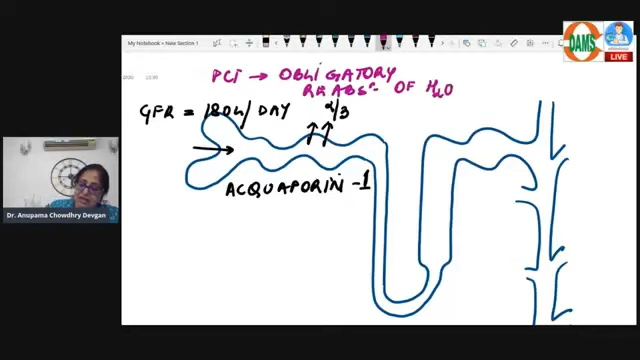 My Notebook > New Section 1
DAMS
LIVE
PCT → OBLIGATORY
REABSⁿ OF H₂O
GFR = 180L/DAY 2/3
ACQUAPORIN-1
Dr. Anupama Chowdhry Devgan